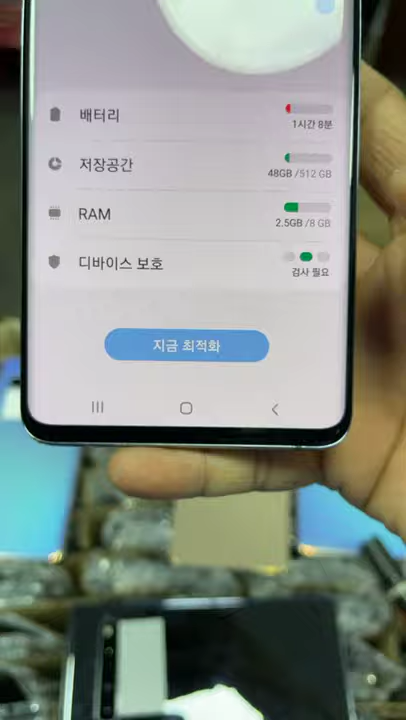 배터리
1시간 8분
저장공간
48GB /512 GB
RAM
2.5GB /8 GB
디바이스 보호
검사 필요
지금 최적화